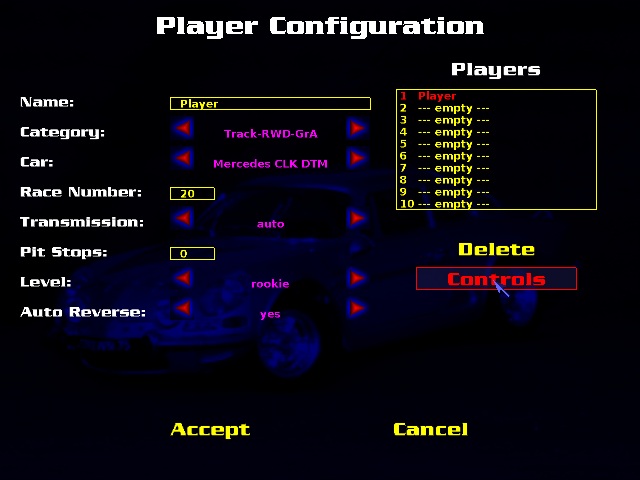 Player Configuration
Players
Name: Player
Category: Track-RWD-GrA
Car: Mercedes CLK DTM
Race Number: 20
Transmission: auto
Pit Stops: 0
Level: rookie
Auto Reverse: yes
1 Player
2 --- empty ---
3 --- empty ---
4 --- empty ---
5 --- empty ---
6 --- empty ---
7 --- empty ---
8 --- empty ---
9 --- empty ---
10 --- empty ---
Delete
Controls
Accept
Cancel